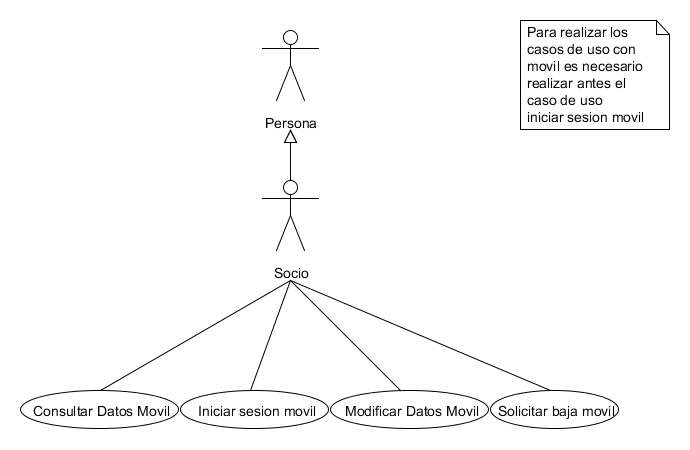 Para realizar los
casos de uso con
movil es necesario
realizar antes el
caso de uso
iniciar sesion movil
Persona
Socio
Consultar Datos Movil
Iniciar sesion movil
Modificar Datos Movil
Solicitar baja movil